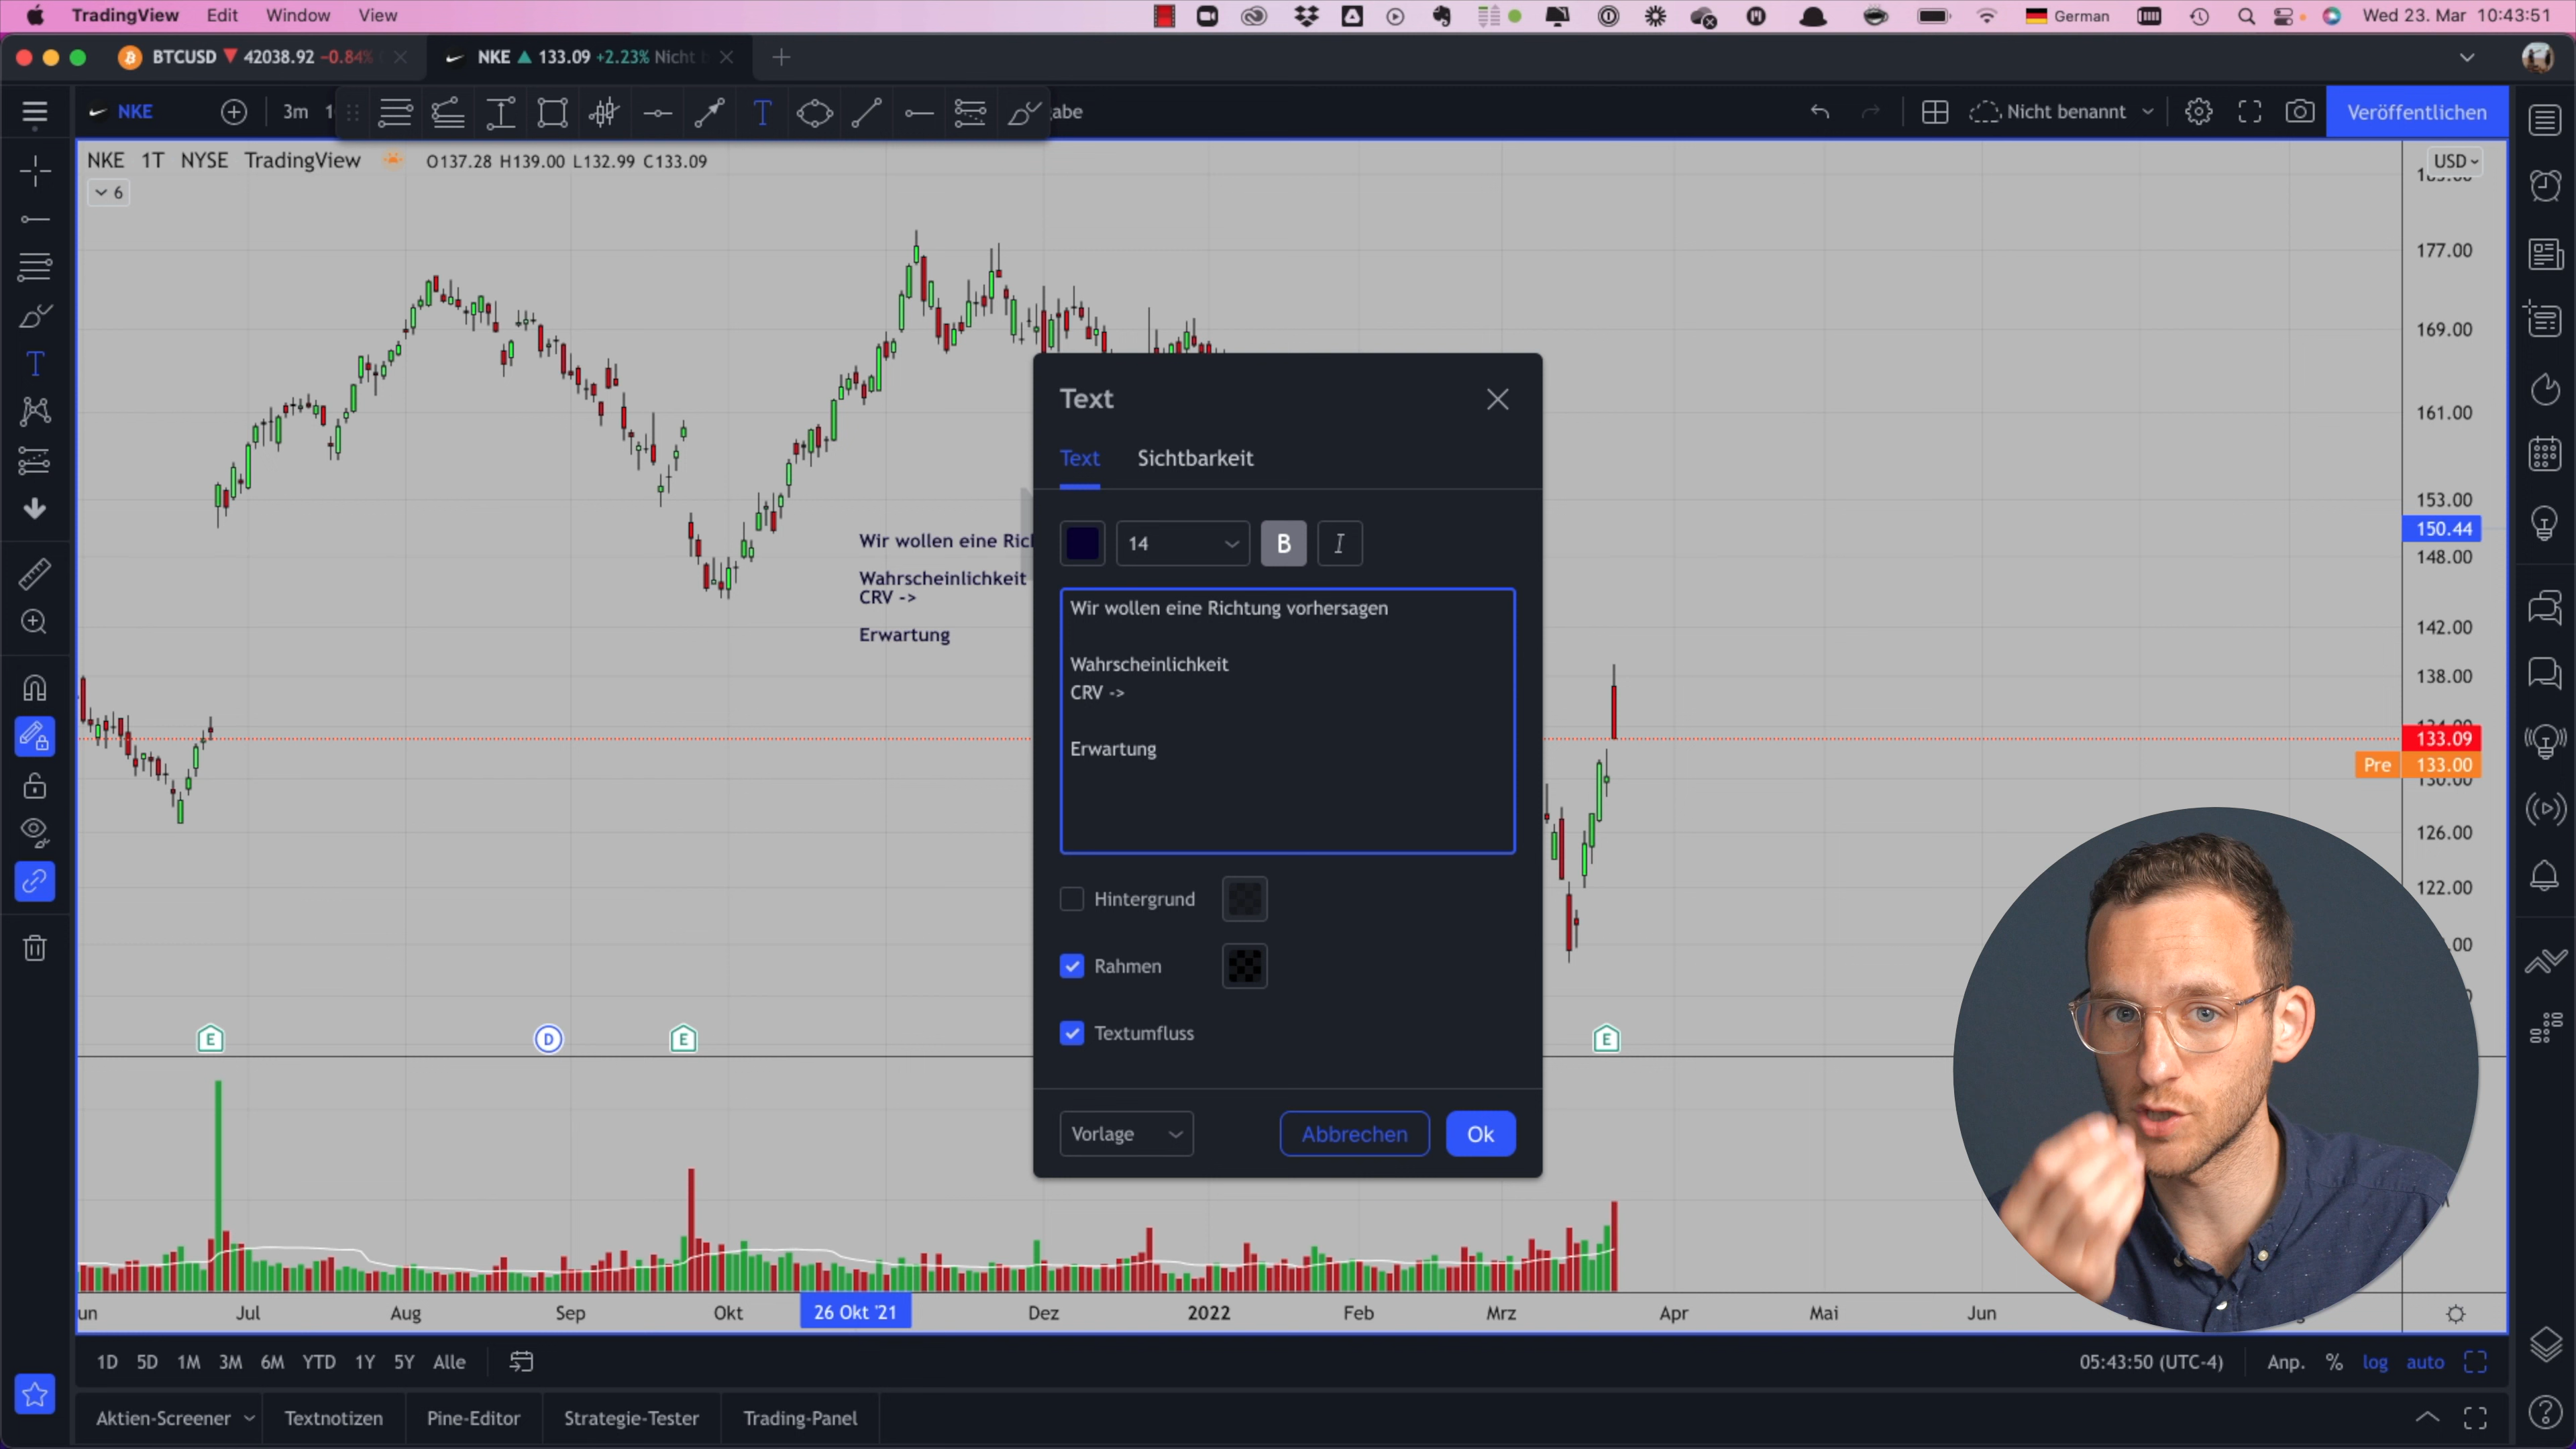 TradingView Edit Window View German Wed 23. Mar 10:43:51
BTCUSD 42038.92 -0.84%
NKE 133.09 +2.23% Nicht
NKE 3m
Nicht benannt Veröffentlichen
NKE 1T NYSE TradingView O137.28 H139.00 L132.99 C133.09
6
USD
177.00
169.00
161.00
153.00
150.44
148.00
142.00
138.00
133.09
Pre 133.00
126.00
122.00
Wir wollen eine
Wahrscheinlichkeit
CRV ->
Erwartung
Text
Text Sichtbarkeit
14 B I
Wir wollen eine Richtung vorhersagen
Wahrscheinlichkeit
CRV ->
Erwartung
Hintergrund
Rahmen
Textumfluss
Vorlage Abbrechen Ok
E D E E
Jul Aug Sep Okt 26 Okt '21 Dez 2022 Feb Mrz Apr Mai Jun
1D 5D 1M 3M 6M YTD 1Y 5Y Alle
05:43:50 (UTC-4) Anp. % log auto
Aktien-Screener Textnotizen Pine-Editor Strategie-Tester Trading-Panel